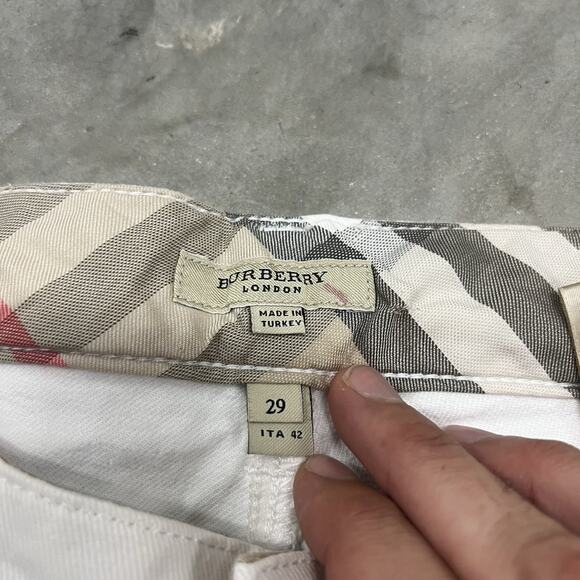 BURBERRY
LONDON
MADE IN
TURKEY
29
ITA 42